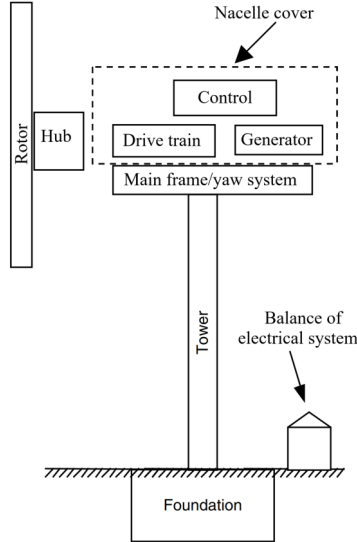 Nacelle cover
Control
Rotor
Hub
Drive train
Generator
Main frame/yaw system
Tower
Balance of
electrical system
Foundation